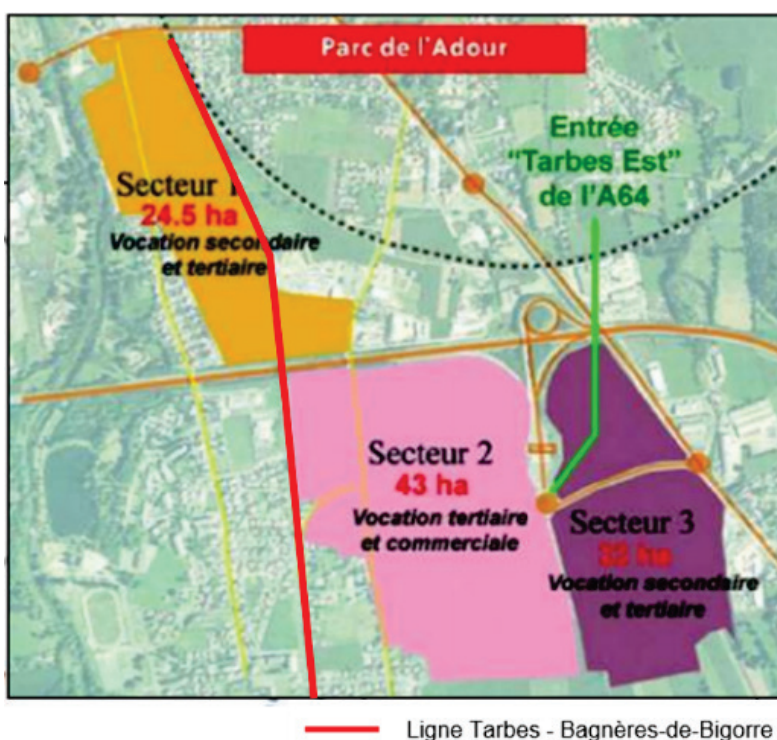 Parc de l'Adour
Entrée
"Tarbes Est"
de l'A64
Secteur 1
24.5 ha
Vocation secondaire
et tertiaire
Secteur 2
43 ha
Vocation tertiaire
et commerciale
Secteur 3
ha
Vocation secondaire
et tertiaire
Ligne Tarbes - Bagnères-de-Bigorre